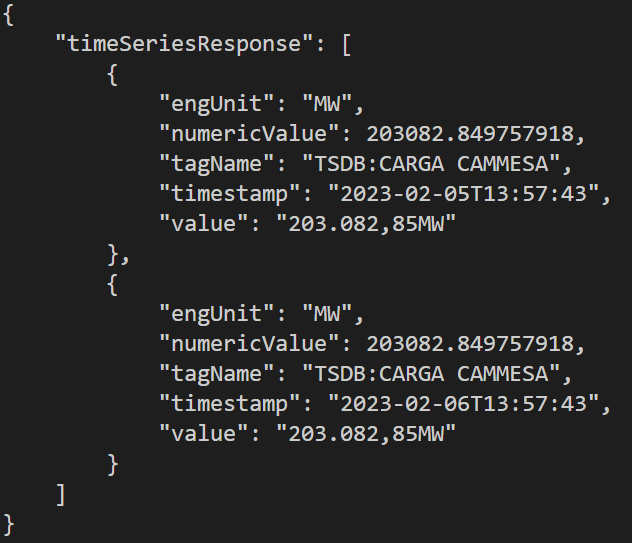 {
    "timeSeriesResponse": [
        {
            "engUnit": "MW",
            "numericValue": 203082.849757918,
            "tagName": "TSDB:CARGA CAMMESA",
            "timestamp": "2023-02-05T13:57:43",
            "value": "203.082,85MW"
        },
        {
            "engUnit": "MW",
            "numericValue": 203082.849757918,
            "tagName": "TSDB:CARGA CAMMESA",
            "timestamp": "2023-02-06T13:57:43",
            "value": "203.082,85MW"
        }
    ]
}